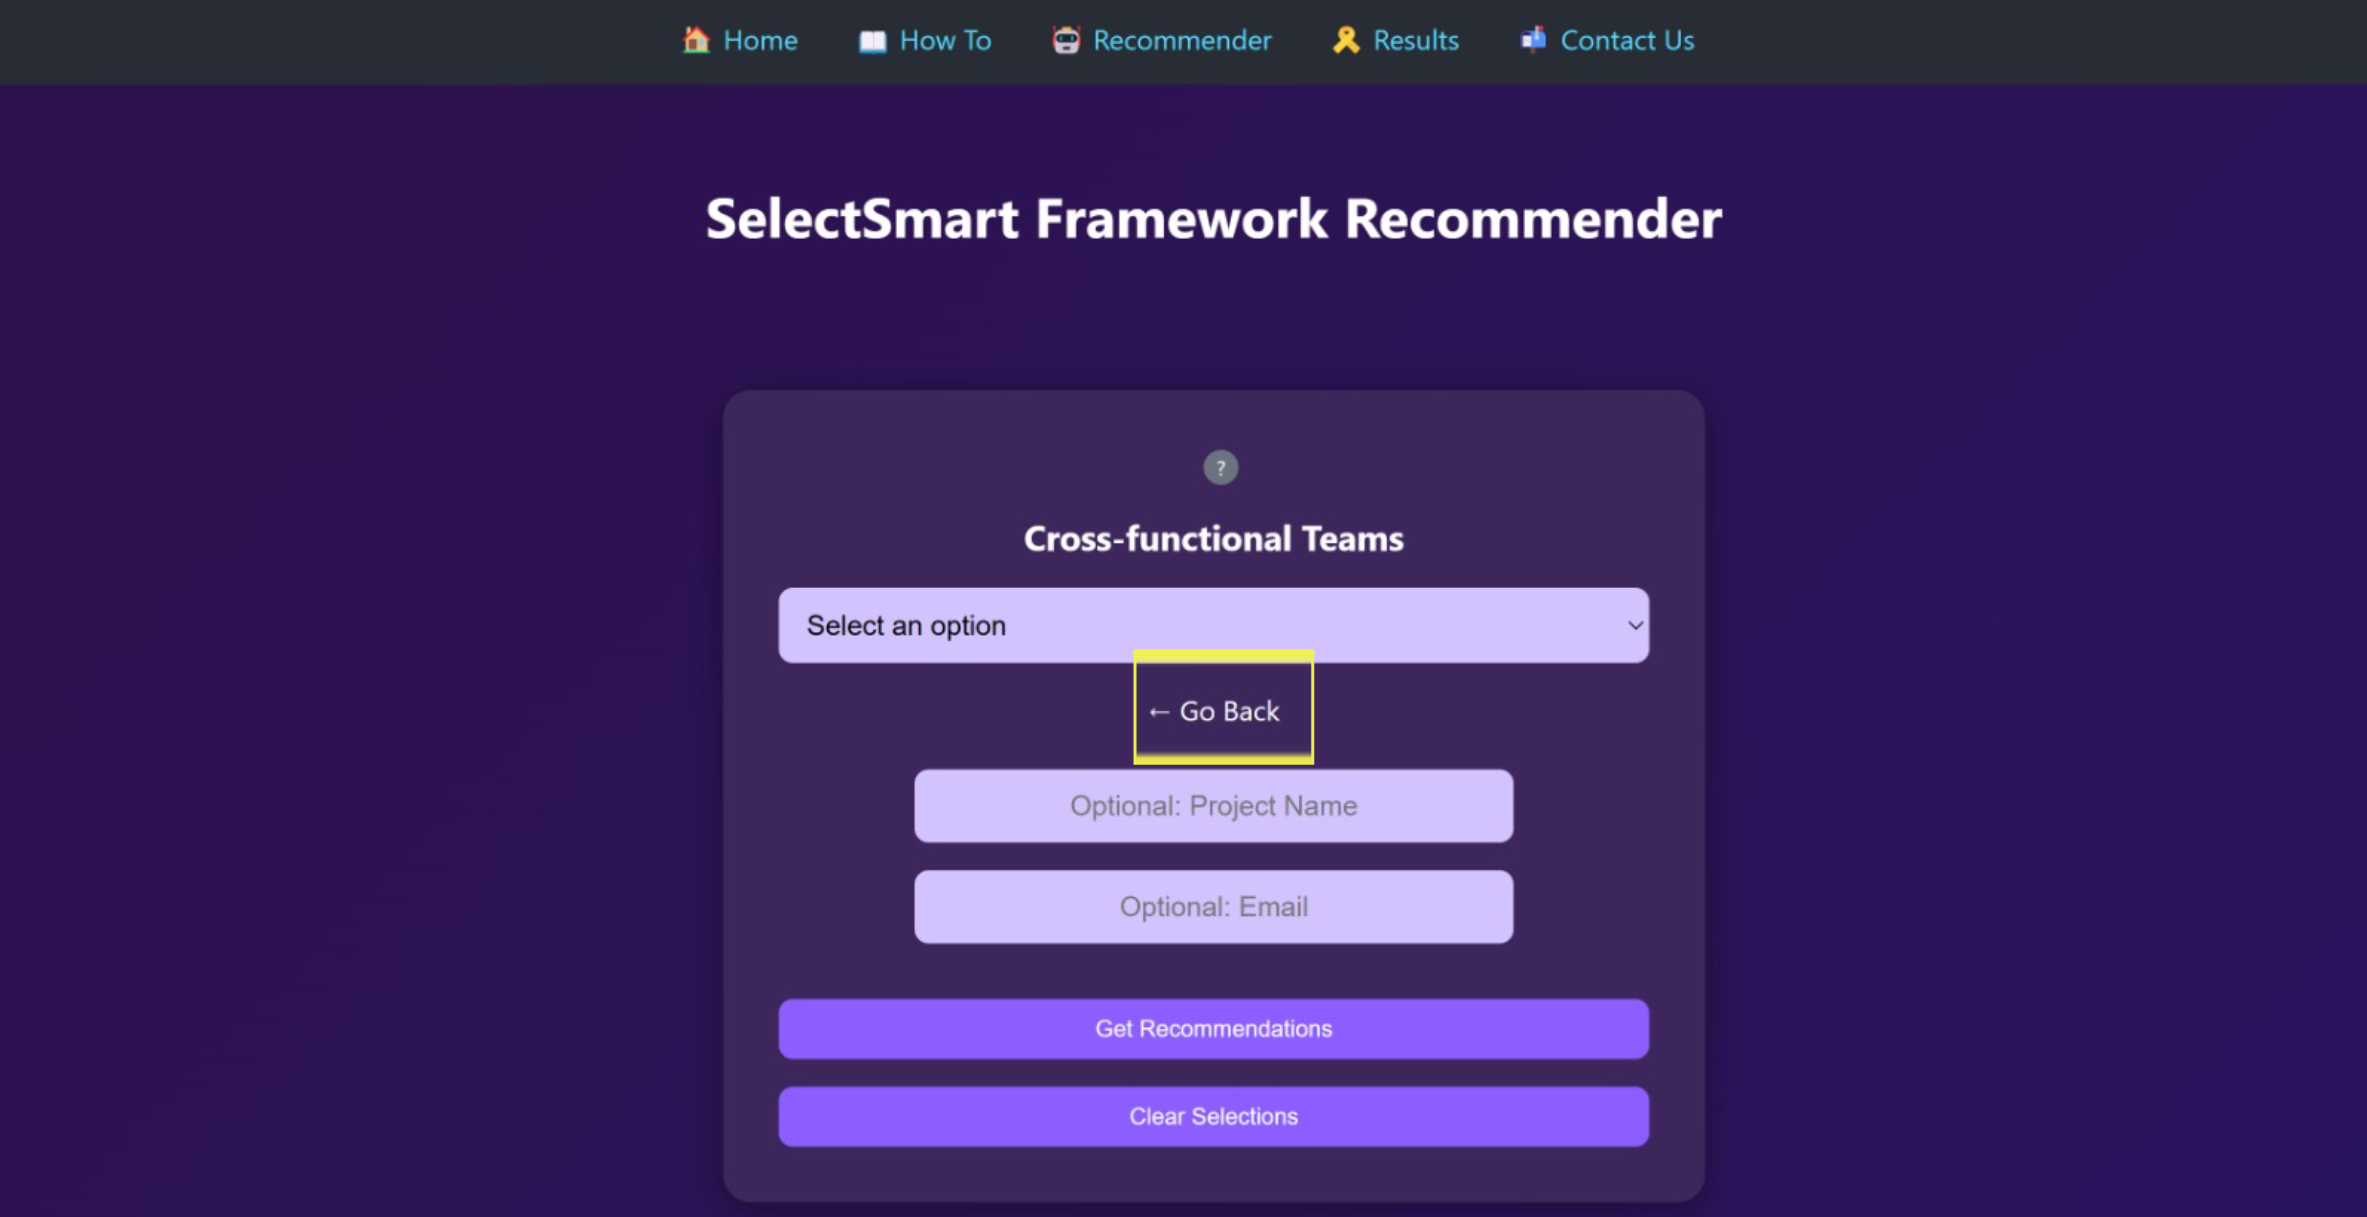 Home
How To
Recommender
Results
Contact Us
SelectSmart Framework Recommender
?
Cross-functional Teams
Select an option
← Go Back
Optional: Project Name
Optional: Email
Get Recommendations
Clear Selections